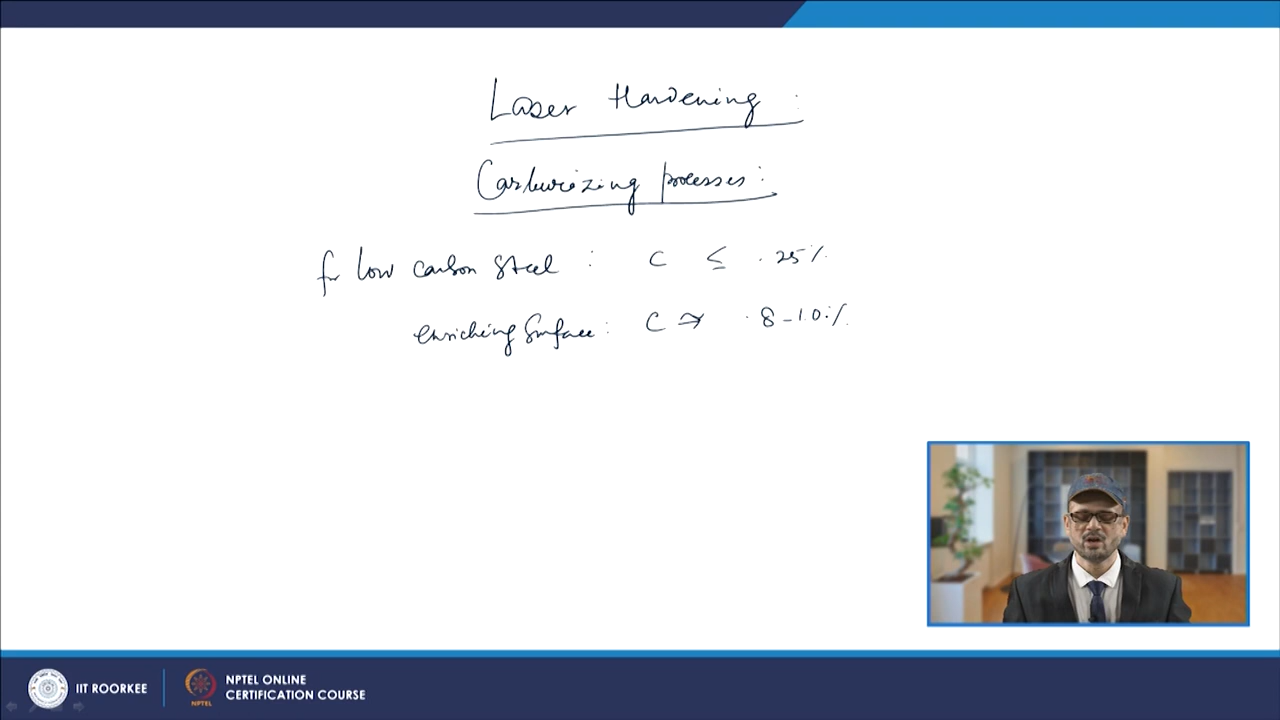 Laser Hardening :
Carburizing processes :
for low carbon steel : C ≤ .25%
enriching surface : C ⇒ .8-1.0%
IIT ROORKEE
NPTEL
NPTEL ONLINE
CERTIFICATION COURSE